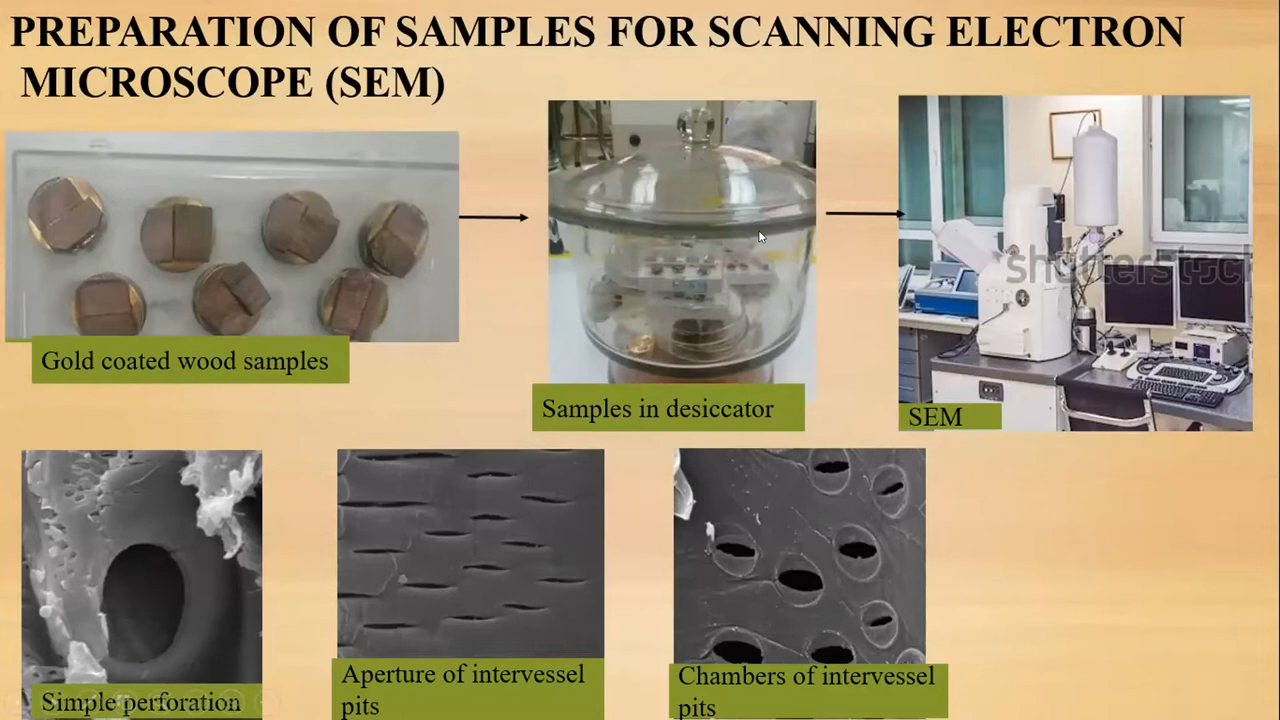 PREPARATION OF SAMPLES FOR SCANNING ELECTRON
MICROSCOPE (SEM)
shutterstock
Gold coated wood samples
Samples in desiccator
SEM
Simple perforation
Aperture of intervessel
pits
Chambers of intervessel
pits